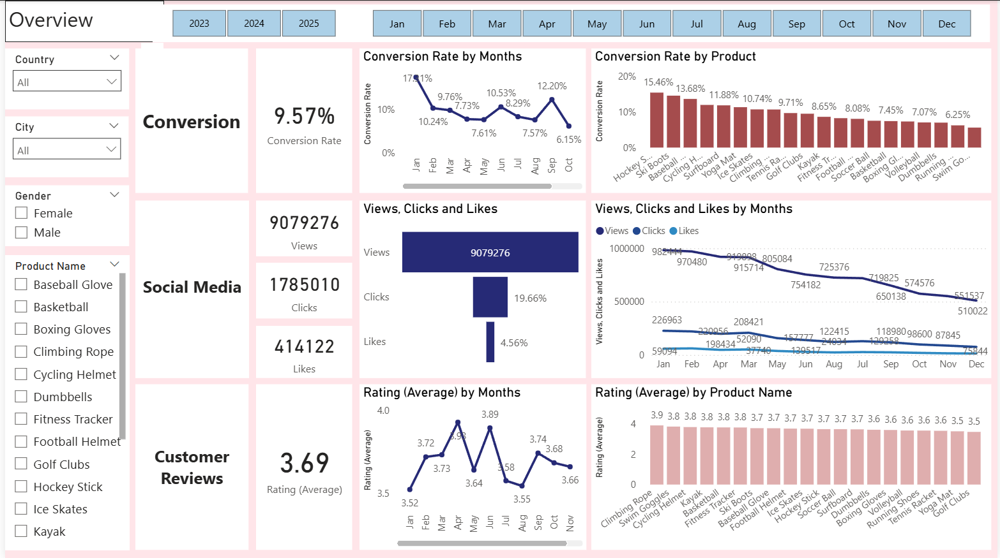 Overview
2023 2024 2025
Jan Feb Mar Apr May Jun Jul Aug Sep Oct Nov Dec
Country
All
City
All
Gender
Female
Male
Product Name
Baseball Glove
Basketball
Boxing Gloves
Climbing Rope
Cycling Helmet
Dumbbells
Fitness Tracker
Football Helmet
Golf Clubs
Hockey Stick
Ice Skates
Kayak
Conversion
9.57%
Conversion Rate
Conversion Rate by Months
Conversion Rate
10%
0%
17.31%
10.24%
9.76%
7.73%
7.61%
10.53%
8.29%
7.57%
12.20%
6.15%
Jan Feb Mar Apr May Jun Jul Aug Sep Oct
Conversion Rate by Product
Conversion Rate
20%
10%
0%
15.46% 13.68% 11.88% 10.74% 9.71% 8.65% 8.08% 7.45% 7.07% 6.25%
Hockey S...
Ski Boots
Baseball ...
Cycling H...
Surfboard
Yoga Mat
Ice Skates
Climbing ...
Tennis Ra...
Golf Clubs
Kayak
Fitness Tr...
Football ...
Soccer Ball
Basketball
Boxing Gl...
Volleyball
Dumbbells
Running ...
Swim Go...
Social Media
9079276
Views
1785010
Clicks
414122
Likes
Views, Clicks and Likes
Views
9079276
Clicks
19.66%
Likes
4.56%
Views, Clicks and Likes by Months
Views Clicks Likes
Views, Clicks and Likes
1000000
500000
0
982444
970480
919898
915714
805084
754182
725376
719825
650138
574576
551537
510022
226963
220956
198434
208421
157777
139517
122415
129258
118980
98600
87845
75844
59094
52090
37740
24034
Jan Feb Apr Mar May Jun Aug Jul Sep Oct Nov Dec
Customer
Reviews
3.69
Rating (Average)
Rating (Average) by Months
Rating (Average)
4.0
3.5
3.52
3.72
3.73
3.93
3.64
3.89
3.58
3.55
3.74
3.68
3.66
Jan Feb Mar Apr May Jun Jul Aug Sep Oct Nov
Rating (Average) by Product Name
Rating (Average)
4
2
0
3.9 3.8 3.8 3.8 3.8 3.8 3.7 3.7 3.7 3.7 3.7 3.7 3.7 3.6 3.6 3.6 3.6 3.6 3.5 3.5
Climbing Rope
Swim Goggles
Cycling Helmet
Kayak
Basketball
Fitness Tracker
Ski Boots
Baseball Glove
Football Helmet
Ice Skates
Hockey Stick
Soccer Ball
Surfboard
Dumbbells
Boxing Gloves
Volleyball
Running Shoes
Tennis Racket
Yoga Mat
Golf Clubs